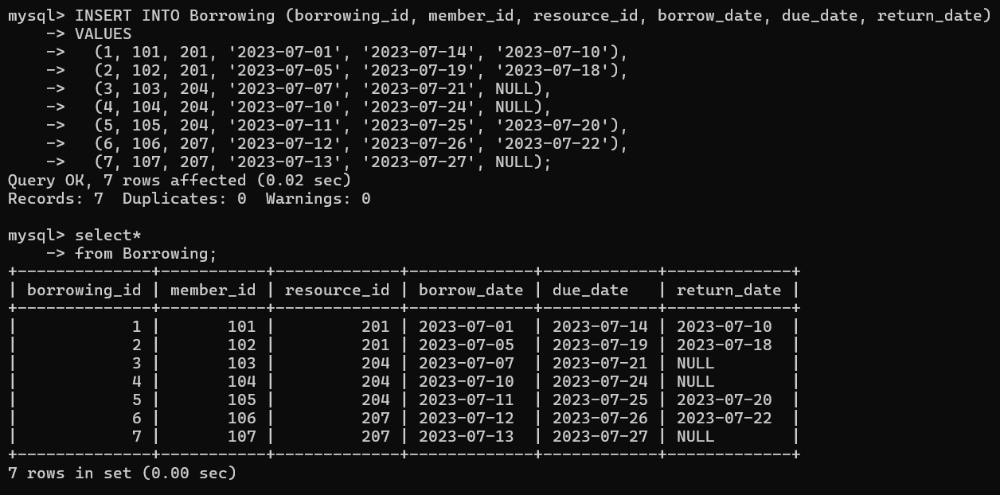 mysql> INSERT INTO Borrowing (borrowing_id, member_id, resource_id, borrow_date, due_date, return_date)
    -> VALUES
    ->   (1, 101, 201, '2023-07-01', '2023-07-14', '2023-07-10'),
    ->   (2, 102, 201, '2023-07-05', '2023-07-19', '2023-07-18'),
    ->   (3, 103, 204, '2023-07-07', '2023-07-21', NULL),
    ->   (4, 104, 204, '2023-07-10', '2023-07-24', NULL),
    ->   (5, 105, 204, '2023-07-11', '2023-07-25', '2023-07-20'),
    ->   (6, 106, 207, '2023-07-12', '2023-07-26', '2023-07-22'),
    ->   (7, 107, 207, '2023-07-13', '2023-07-27', NULL);
Query OK, 7 rows affected (0.02 sec)
Records: 7  Duplicates: 0  Warnings: 0

mysql> select*
    -> from Borrowing;
+--------------+-----------+-------------+-------------+------------+-------------+
| borrowing_id | member_id | resource_id | borrow_date | due_date   | return_date |
+--------------+-----------+-------------+-------------+------------+-------------+
|            1 |       101 |         201 | 2023-07-01  | 2023-07-14 | 2023-07-10  |
|            2 |       102 |         201 | 2023-07-05  | 2023-07-19 | 2023-07-18  |
|            3 |       103 |         204 | 2023-07-07  | 2023-07-21 | NULL        |
|            4 |       104 |         204 | 2023-07-10  | 2023-07-24 | NULL        |
|            5 |       105 |         204 | 2023-07-11  | 2023-07-25 | 2023-07-20  |
|            6 |       106 |         207 | 2023-07-12  | 2023-07-26 | 2023-07-22  |
|            7 |       107 |         207 | 2023-07-13  | 2023-07-27 | NULL        |
+--------------+-----------+-------------+-------------+------------+-------------+
7 rows in set (0.00 sec)